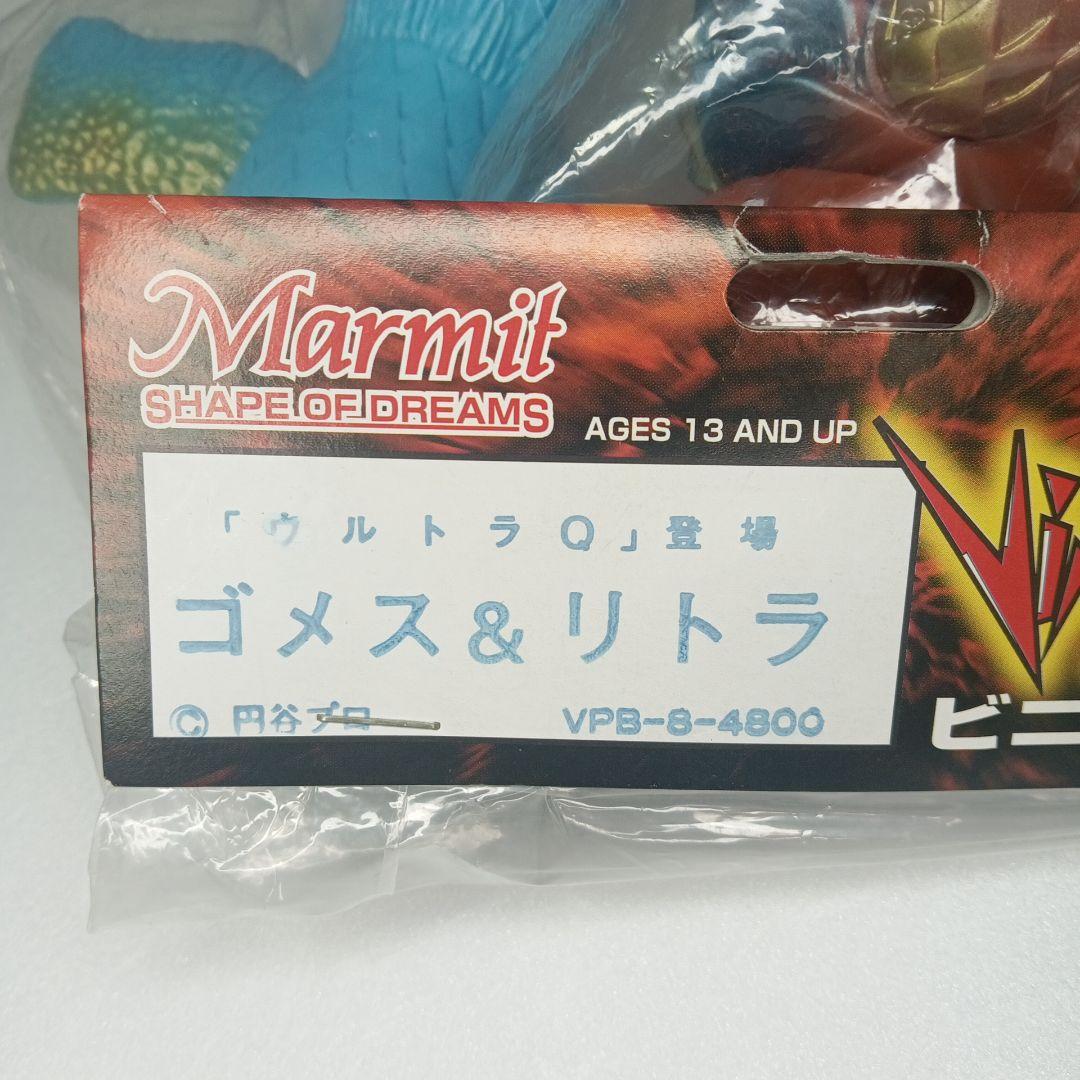 Marmit
SHAPE OF DREAMS
AGES 13 AND UP
「ウルトラQ」登場
ゴメス&リトラ
© 円谷プロ
VPB-8-4800
ビニ